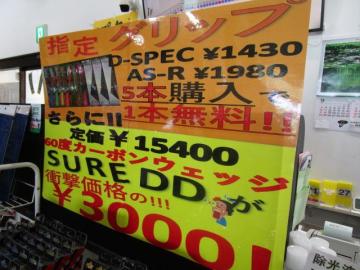 指定 グリップ
D-SPEC ¥1430
AS-R ¥1980
5本購入で
1本無料!!
さらに!!
定価 ¥15400
60度カーボンウェッジ
SURE DDが
衝撃価格の!!!
¥3000!
除光